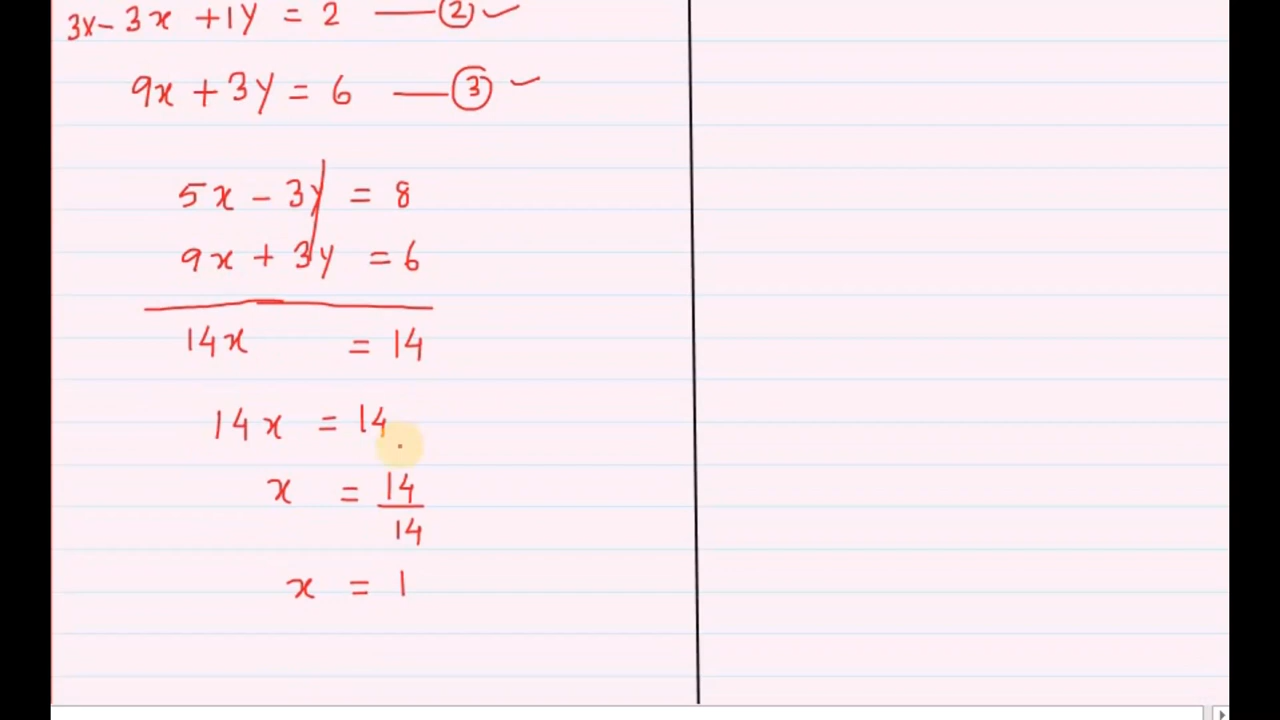 3x- 3x + 1y = 2 —— ② ✓
9x + 3y = 6 —— ③ ✓
5x - 3y = 8
9x + 3y = 6
14x = 14
14x = 14
x = 14/14
x = 1